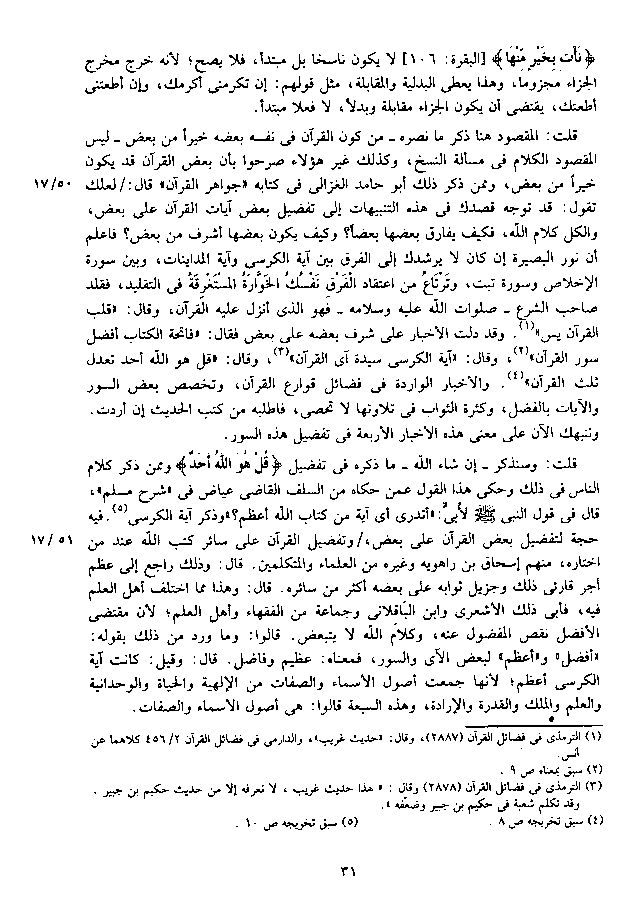 ﴿نَأْتِ بِخَيْرٍ مِّنْهَا﴾ [البقرة: ١٠٦] لا يكون ناسخا بل مبتدأ، فلا يصح؛ لأنه خرج مخرج
الجزاء مجزوما، وهذا يعطى البدلية والمقابلة، مثل قولهم: إن تكرمنى أكرمك، وإن أطعتنى
أطعتك، يقتضى أن يكون الجزاء مقابلة وبدلاً، لا فعلا مبتدأ.
قلت: المقصود هنا ذكر ما نصره ـ من كون القرآن فى نفسه بعضه خيراً من بعض ـ ليس
المقصود الكلام فى مسألة النسخ، وكذلك غير هؤلاء صرحوا بأن بعض القرآن قد يكون
١٧/٥٠ خيراً من بعض، وممن ذكر ذلك أبو حامد الغزالى فى كتابه «جواهر القرآن» قال:/ لعلك
تقول: قد توجه قصدك فى هذه التنبيهات إلى تفضيل بعض آيات القرآن على بعض،
والكل كلام الله، فكيف يفارق بعضها بعضاً؟ وكيف يكون بعضها أشرف من بعض؟ فاعلم
أن نور البصيرة إن كان لا يرشدك إلى الفرق بين آية الكرسى وآية المداينات، وبين سورة
الإخلاص وسورة تبت، وتَرْتَاعُ من اعتقاد الْفَرْقِ نَفْسُكَ الخَوَّارَةُ المُسْتَغْرِقَةُ فى التقليد، فقلد
صاحب الشرع ـ صلوات الله عليه وسلامه ـ فهو الذى أنزل عليه القرآن، وقال: «قلب
القرآن يس»(١). وقد دلت الأخبار على شرف بعضه على بعض فقال: «فاتحة الكتاب أفضل
سور القرآن»(٢)، وقال: «آية الكرسى سيدة آى القرآن»(٣)، وقال: «قل هو الله أحد تعدل
ثلث القرآن»(٤). والأخبار الواردة فى فضائل قوارع القرآن، وتخصص بعض السور
والآيات بالفضل، وكثرة الثواب فى تلاوتها لا تحصى، فاطلبه من كتب الحديث إن أردت.
وننبهك الآن على معنى هذه الأخبار الأربعة فى تفضيل هذه السور.
قلت: وسنذكر ـ إن شاء الله ـ ما ذكره فى تفضيل ﴿قُلْ هُوَ اللَّهُ أَحَدٌ﴾ وممن ذكر كلام
الناس فى ذلك وحكى هذا القول عمن حكاه من السلف القاضى عياض فى «شرح مسلم»،
قال فى قول النبى ﷺ لأُبىٍّ: «أتدرى أى آية من كتاب الله أعظم؟» وذكر آية الكرسى(٥). فيه
١٧/٥١ حجة لتفضيل بعض القرآن على بعض،/ وتفضيل القرآن على سائر كتب الله عند من
اختاره، منهم إسحاق بن راهويه وغيره من العلماء والمتكلمين. قال: وذلك راجع إلى عظم
أجر قارئى ذلك وجزيل ثوابه على بعضه أكثر من سائره. قال: وهذا مما اختلف أهل العلم
فيه، فأبى ذلك الأشعرى وابن الباقلانى وجماعة من الفقهاء وأهل العلم؛ لأن مقتضى
الأفضل نقص المفضول عنه، وكلام الله لا يتبعض. قالوا: وما ورد من ذلك بقوله:
«أفضل» و«أعظم» لبعض الآى والسور، فمعناه: عظيم وفاضل. قال: وقيل: كانت آية
الكرسى أعظم؛ لأنها جمعت أصول الأسماء والصفات من الإلهية والحياة والوحدانية
والعلم والملك والقدرة والإرادة، وهذه السبعة قالوا: هى أصول الأسماء والصفات.
(١) الترمذى فى فضائل القرآن (٢٨٨٧)، وقال: «حديث غريب»، والدارمى فى فضائل القرآن ٢/ ٤٥٦ كلاهما عن
أنس.
(٢) سبق بمعناه ص ٩ .
(٣) الترمذى فى فضائل القرآن (٢٨٧٨) وقال : « هذا حديث غريب ، لا نعرفه إلا من حديث حكيم بن جبير .
وقد تكلم شعبة فى حكيم بن جبير وضعّفه » .
(٤) سبق تخريجه ص ٨ . (٥) سبق تخريجه ص ١٠ .
٣١